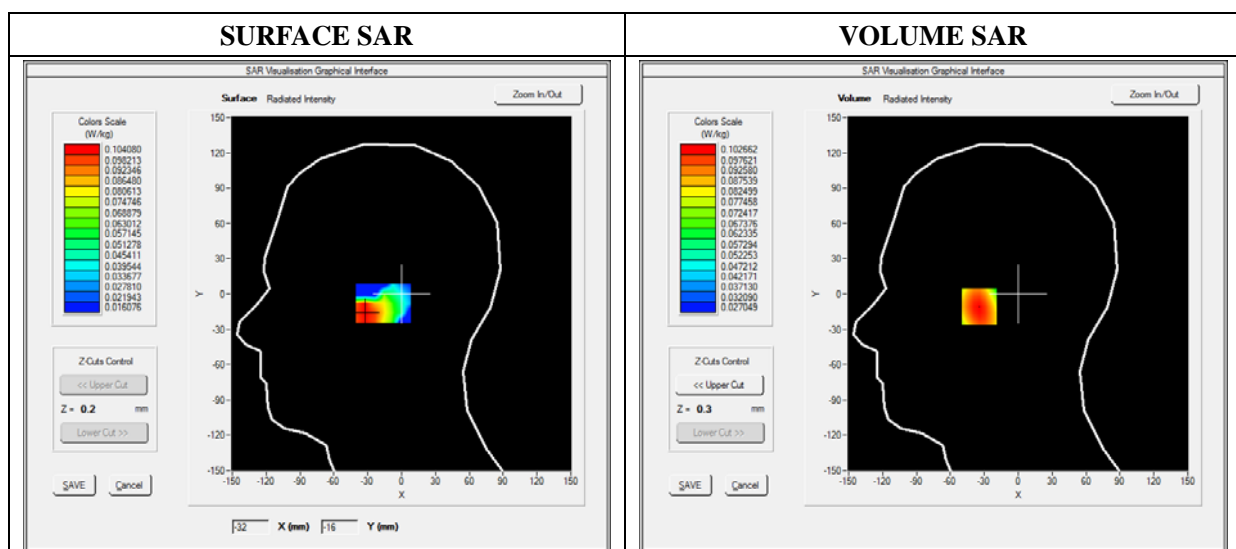 SURFACE SAR
SAR Visualisation Graphical Interface
Surface Radiated Intensity
Zoom In/Out
Colors Scale
(W/kg)
0.104080
0.098213
0.092346
0.086480
0.080613
0.074746
0.068879
0.063012
0.057145
0.051278
0.045411
0.039544
0.033677
0.027810
0.021943
0.016076
Z-Cuts Control
<< Upper Cut
Z = 0.2 mm
Lower Cut >>
SAVE Cancel
150
120
90
60
30
0
-30
-60
-90
-120
-150
Y
-150 -120 -90 -60 -30 0 30 60 90 120 150
X
-32 X (mm) -16 Y (mm)
VOLUME SAR
SAR Visualisation Graphical Interface
Volume Radiated Intensity
Zoom In/Out
Colors Scale
(W/kg)
0.102662
0.097621
0.092580
0.087539
0.082499
0.077458
0.072417
0.067376
0.062335
0.057294
0.052253
0.047212
0.042171
0.037130
0.032090
0.027049
Z-Cuts Control
<< Upper Cut
Z = 0.3 mm
Lower Cut >>
SAVE Cancel
150
120
90
60
30
0
-30
-60
-90
-120
-150
Y
-150 -120 -90 -60 -30 0 30 60 90 120 150
X